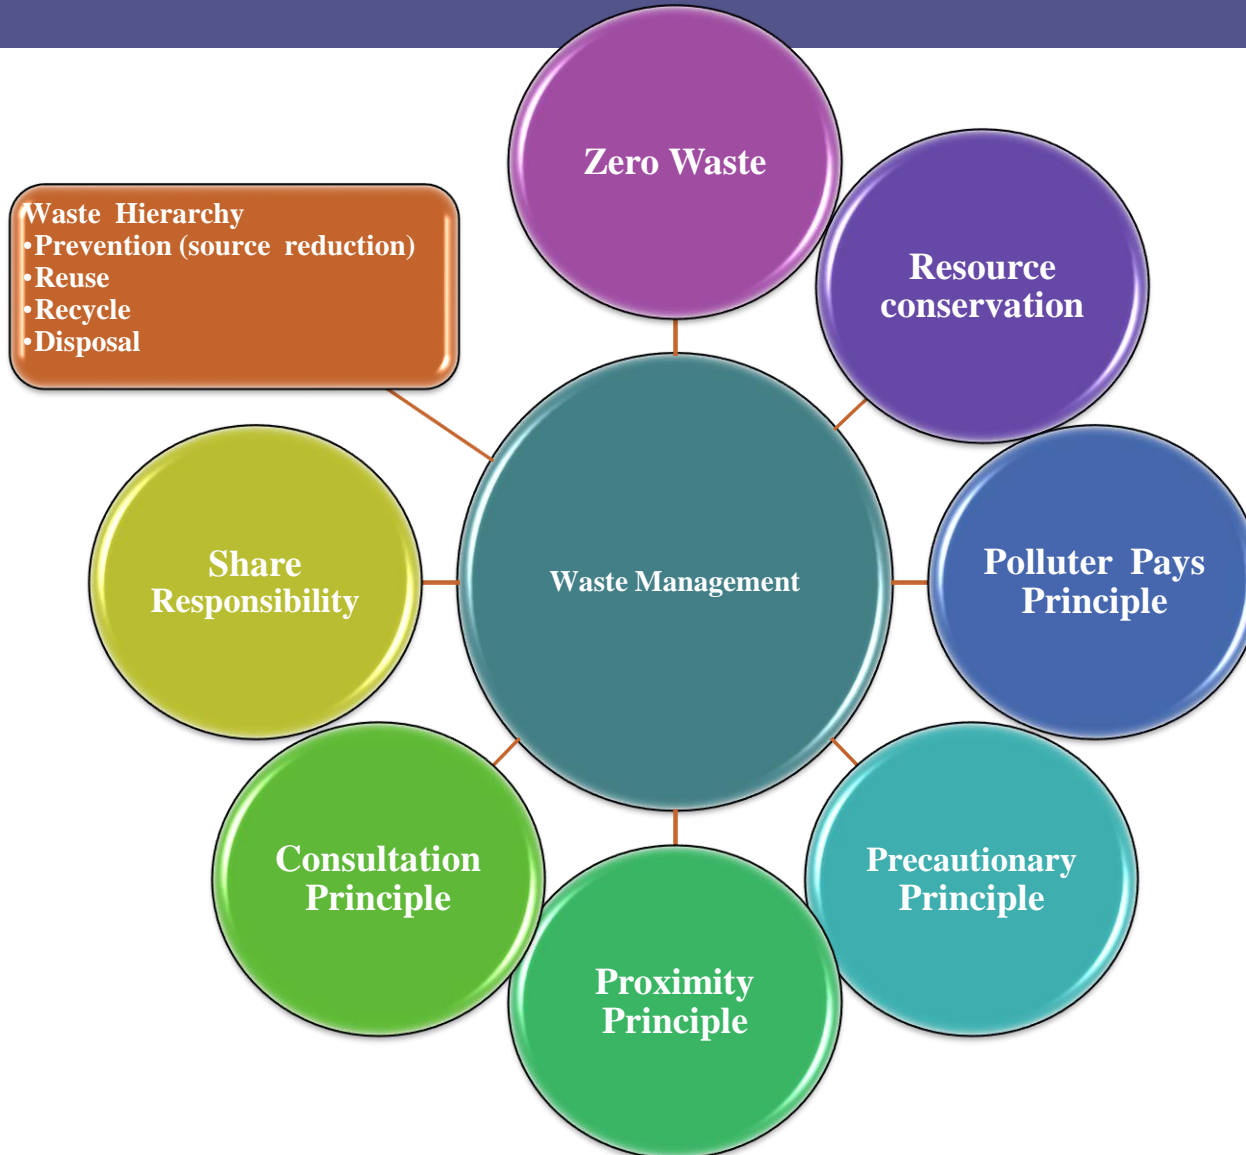 Zero Waste
Waste Hierarchy
•Prevention (source reduction)
•Reuse
•Recycle
•Disposal
Resource
conservation
Share
Responsibility
Waste Management
Polluter Pays
Principle
Consultation
Principle
Precautionary
Principle
Proximity
Principle